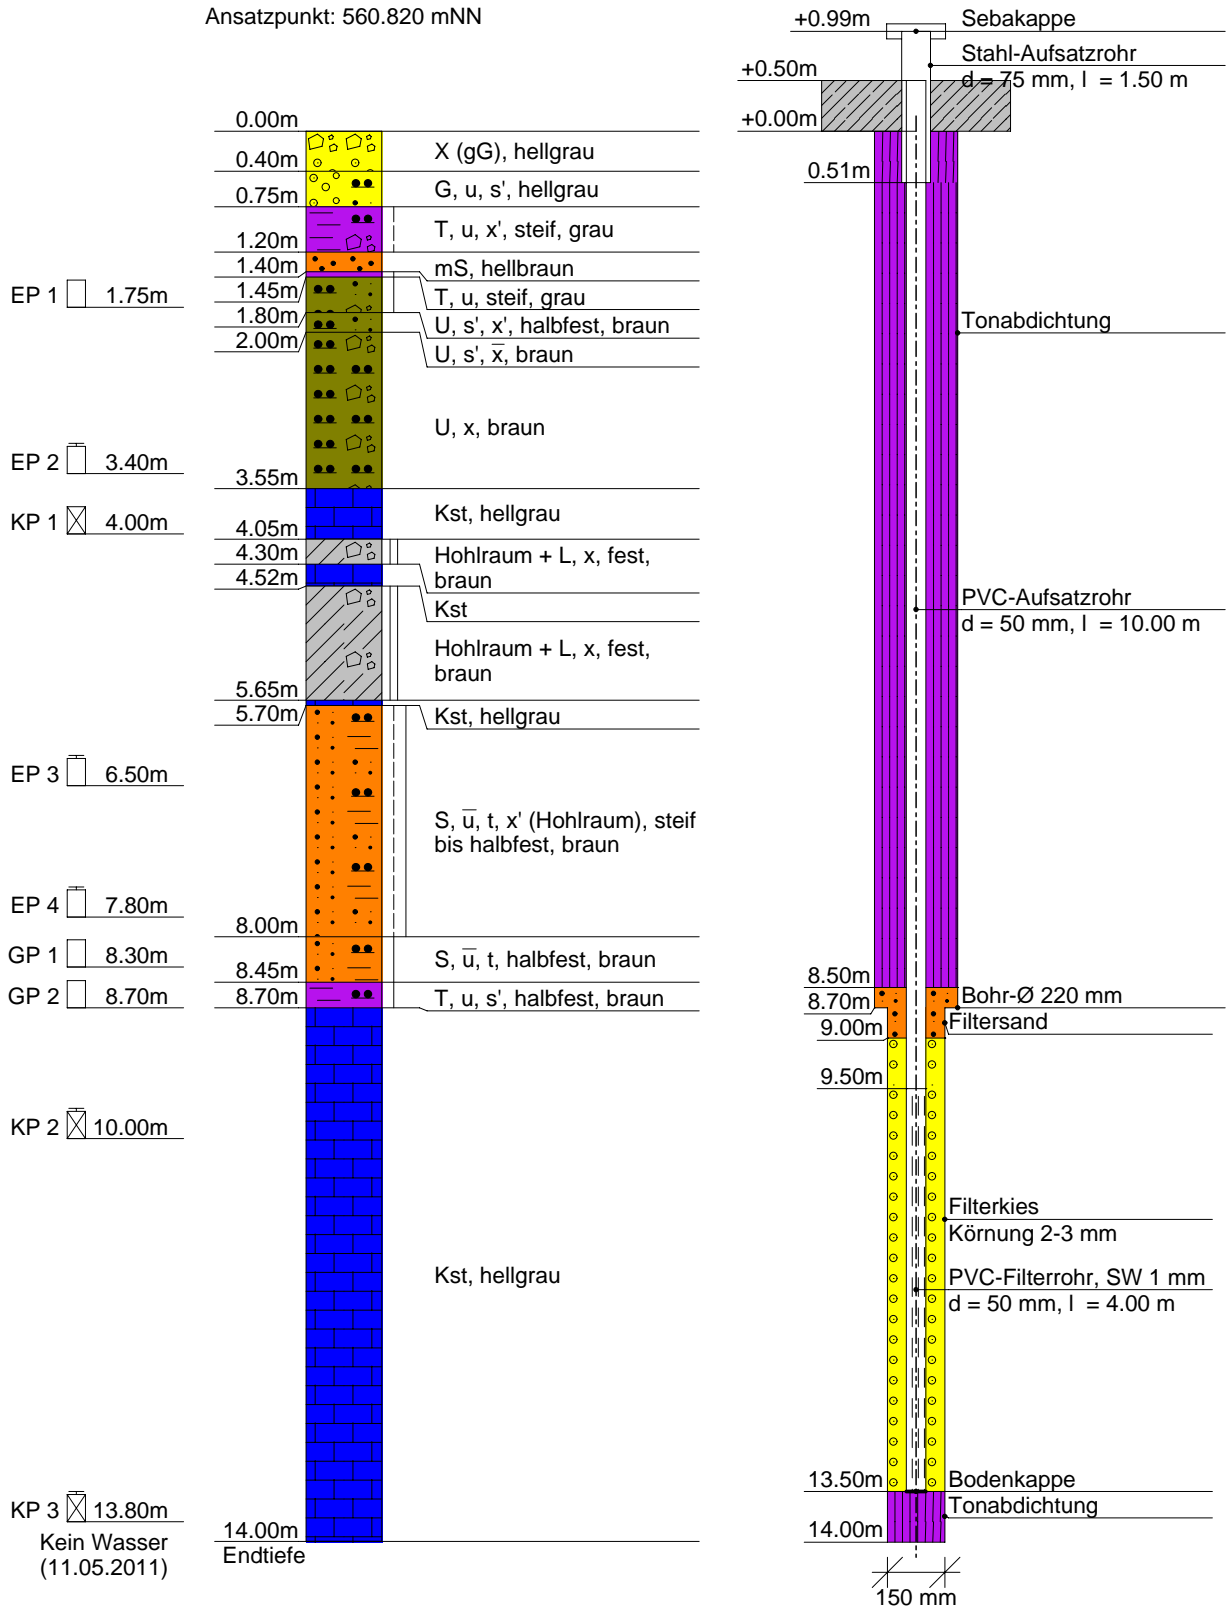 Ansatzpunkt: 560.820 mNN
EP 1 1.75m
EP 2 3.40m
KP 1 4.00m
EP 3 6.50m
EP 4 7.80m
GP 1 8.30m
GP 2 8.70m
KP 2 10.00m
KP 3 13.80m
Kein Wasser
(11.05.2011)
0.00m
0.40m
0.75m
1.20m
1.40m
1.45m
1.80m
2.00m
3.55m
4.05m
4.30m
4.52m
5.65m
5.70m
8.00m
8.45m
8.70m
14.00m
Endtiefe
X (gG), hellgrau
G, u, s', hellgrau
T, u, x', steif, grau
mS, hellbraun
T, u, steif, grau
U, s', x', halbfest, braun
U, s', x̅, braun
U, x, braun
Kst, hellgrau
Hohlraum + L, x, fest,
braun
Kst
Hohlraum + L, x, fest,
braun
Kst, hellgrau
S, u̅, t, x' (Hohlraum), steif
bis halbfest, braun
S, u̅, t, halbfest, braun
T, u, s', halbfest, braun
Kst, hellgrau
+0.99m
+0.50m
+0.00m
0.51m
8.50m
8.70m
9.00m
9.50m
13.50m
14.00m
Sebakappe
Stahl-Aufsatzrohr
d = 75 mm, l = 1.50 m
Tonabdichtung
PVC-Aufsatzrohr
d = 50 mm, l = 10.00 m
Bohr-Ø 220 mm
Filtersand
Filterkies
Körnung 2-3 mm
PVC-Filterrohr, SW 1 mm
d = 50 mm, l = 4.00 m
Bodenkappe
Tonabdichtung
150 mm